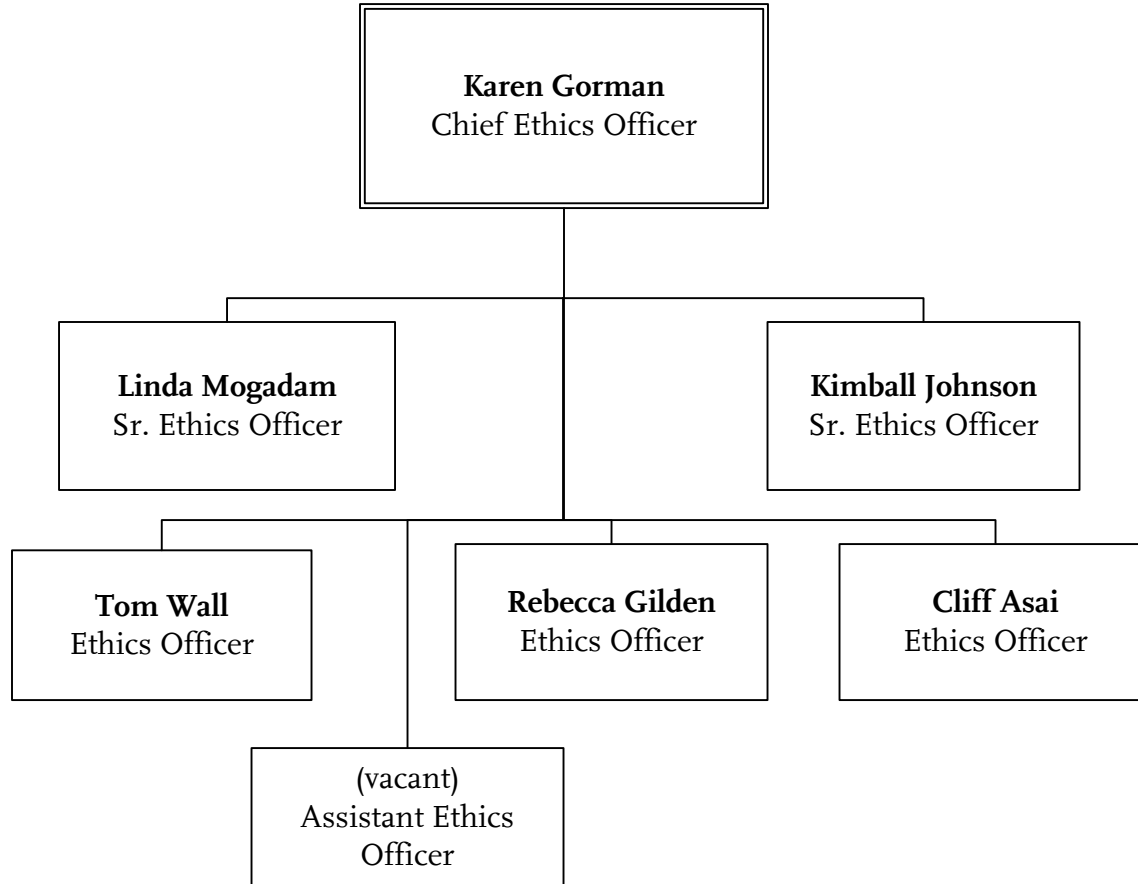 Karen Gorman
Chief Ethics Officer
Linda Mogadam
Sr. Ethics Officer
Kimball Johnson
Sr. Ethics Officer
Tom Wall
Ethics Officer
Rebecca Gilden
Ethics Officer
Cliff Asai
Ethics Officer
(vacant)
Assistant Ethics
Officer